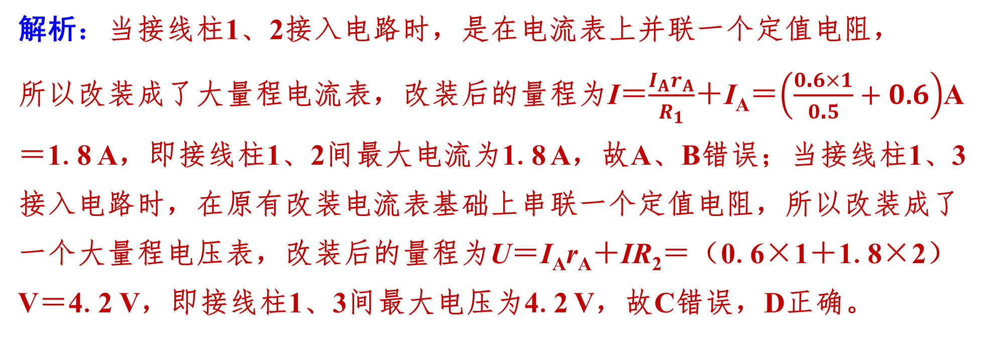 解析：当接线柱1、2接入电路时，是在电流表上并联一个定值电阻，
所以改装成了大量程电流表，改装后的量程为I＝\frac{I_A r_A}{R_1}＋I_A＝(\frac{0.6×1}{0.5} + 0.6)A
＝1.8 A，即接线柱1、2间最大电流为1.8 A，故A、B错误；当接线柱1、3
接入电路时，在原有改装电流表基础上串联一个定值电阻，所以改装成了
一个大量程电压表，改装后的量程为U＝I_A r_A＋IR_2＝（0.6×1＋1.8×2）
V＝4.2 V，即接线柱1、3间最大电压为4.2 V，故C错误，D正确。